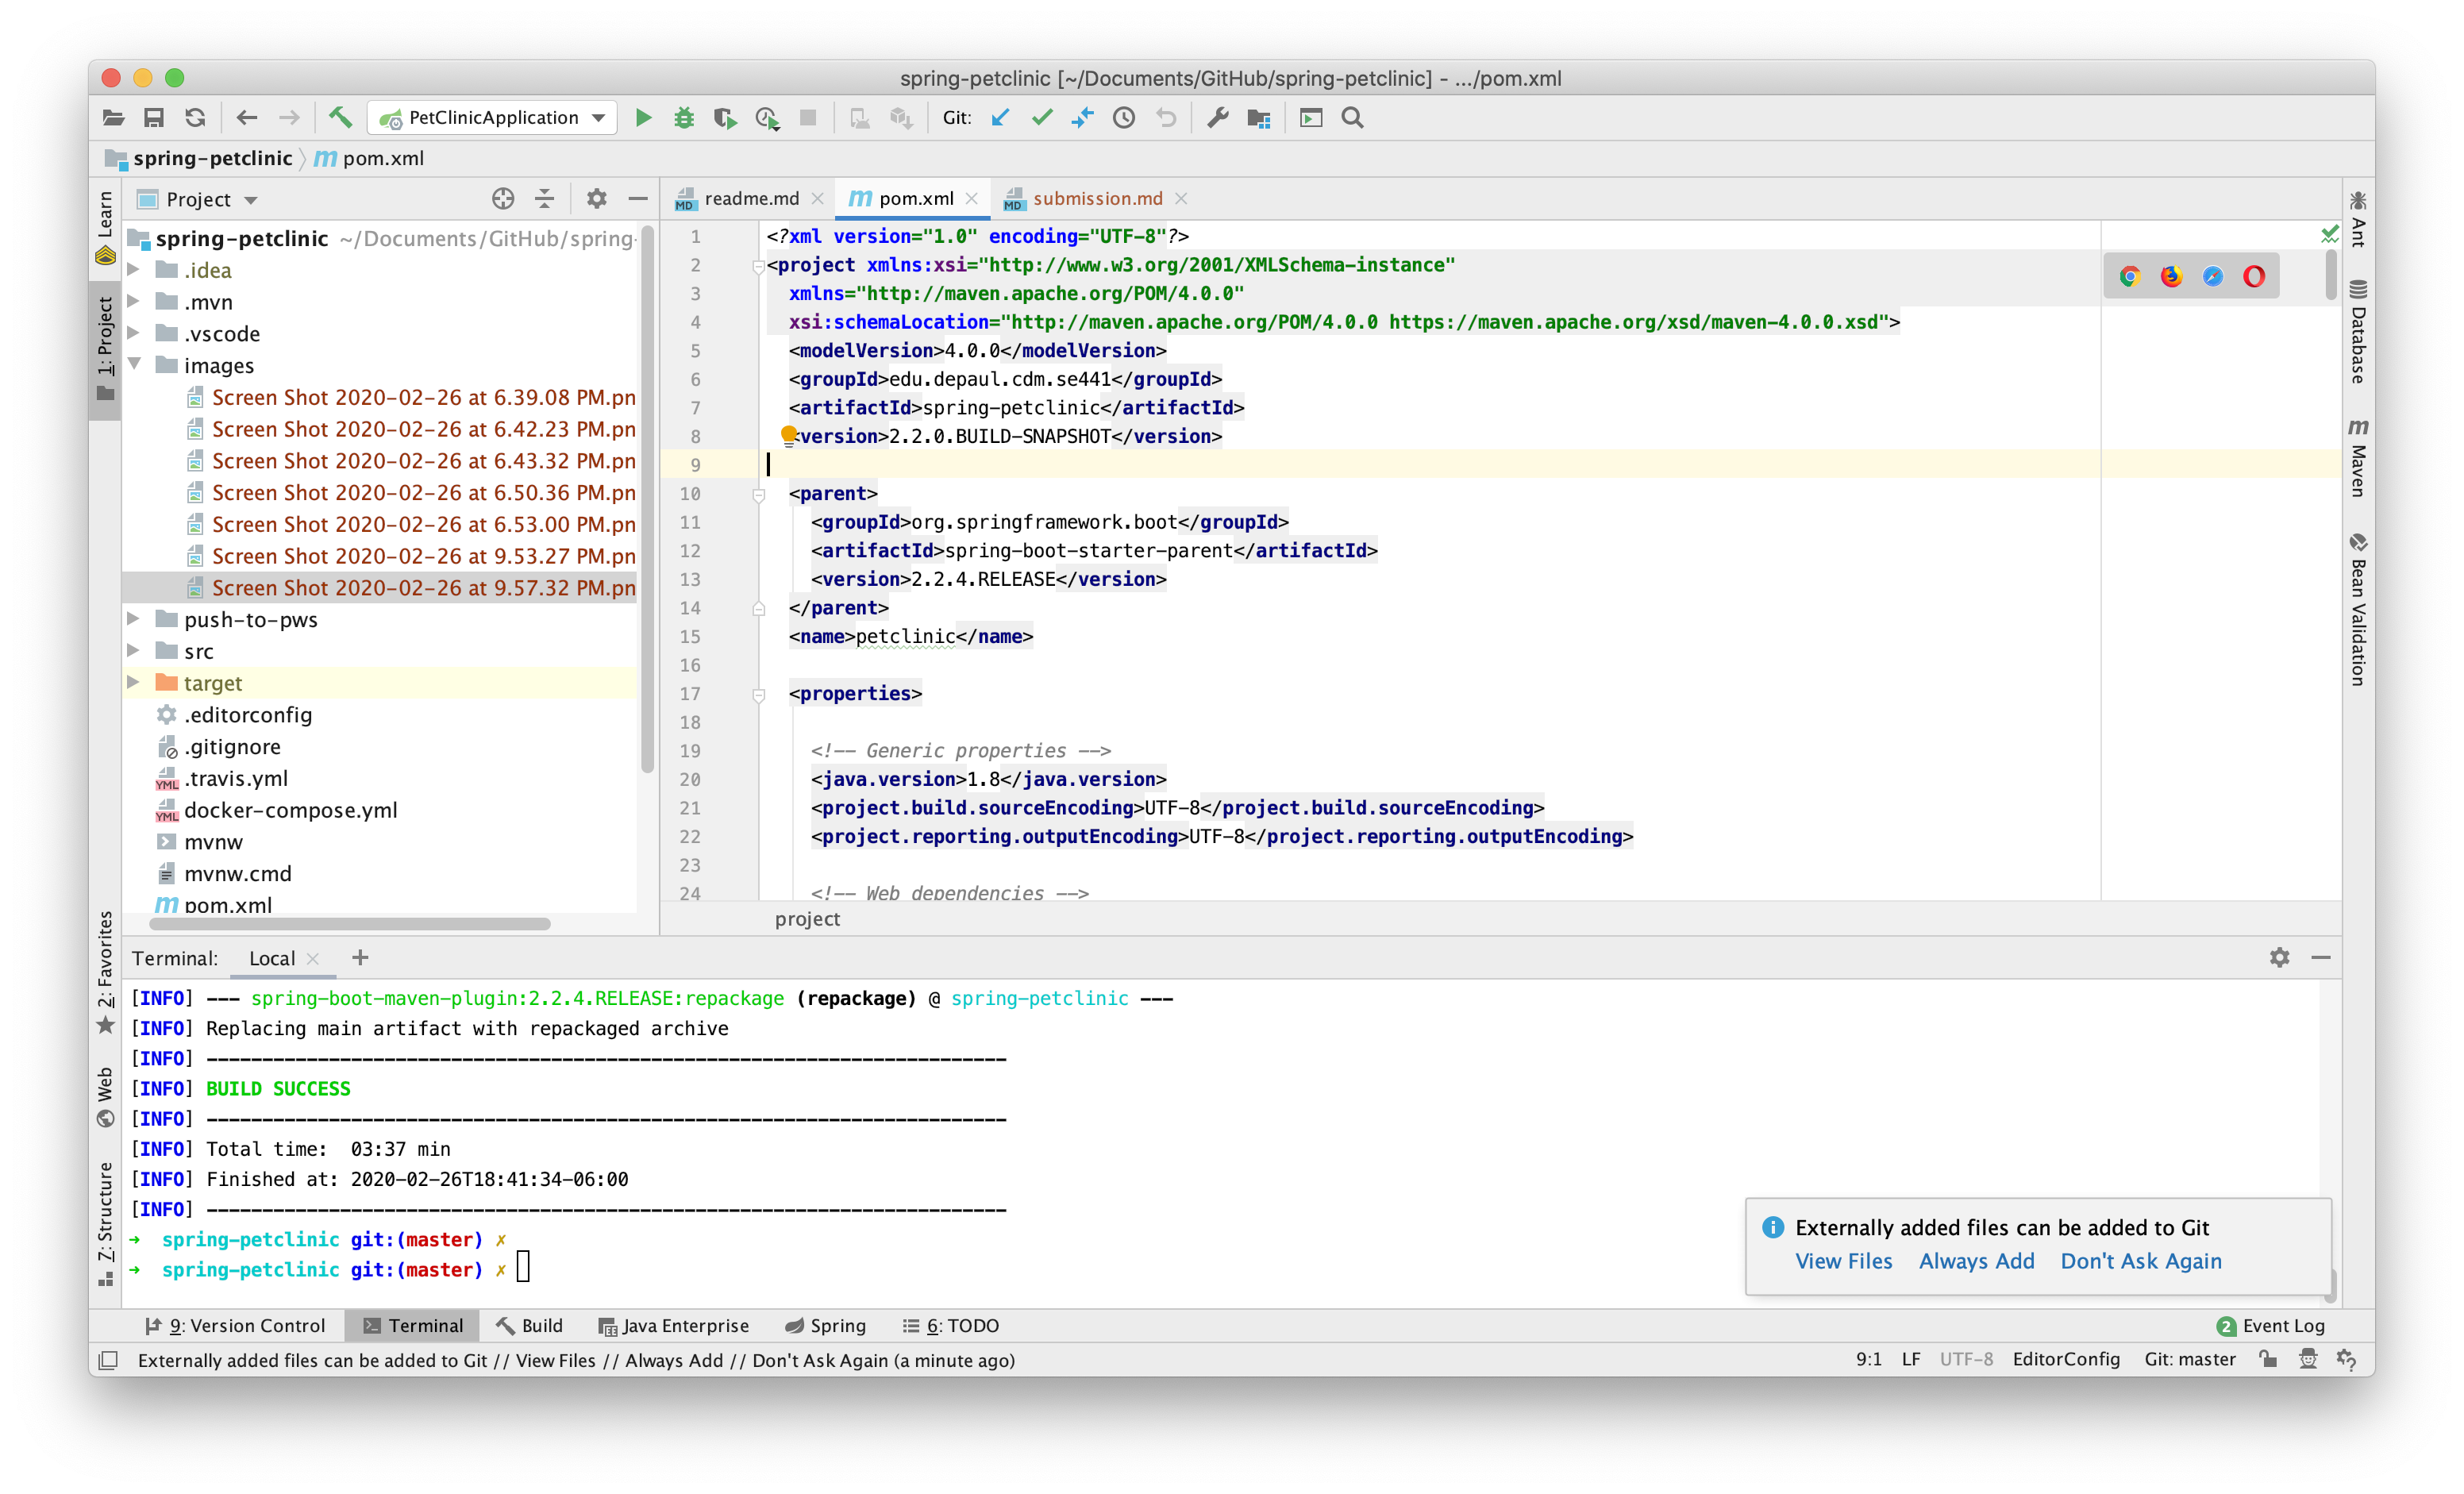 spring-petclinic [~/Documents/GitHub/spring-petclinic] - .../pom.xml
PetClinicApplication
Git:
spring-petclinic
pom.xml
Learn
1: Project
2: Favorites
Web
7: Structure
Project
spring-petclinic ~/Documents/GitHub/spring-
.idea
.mvn
.vscode
images
Screen Shot 2020-02-26 at 6.39.08 PM.pn
Screen Shot 2020-02-26 at 6.42.23 PM.pn
Screen Shot 2020-02-26 at 6.43.32 PM.pn
Screen Shot 2020-02-26 at 6.50.36 PM.pn
Screen Shot 2020-02-26 at 6.53.00 PM.pn
Screen Shot 2020-02-26 at 9.53.27 PM.pn
Screen Shot 2020-02-26 at 9.57.32 PM.pn
push-to-pws
src
target
.editorconfig
.gitignore
.travis.yml
docker-compose.yml
mvnw
mvnw.cmd
pom.xml
readme.md
pom.xml
submission.md
1 <?xml version="1.0" encoding="UTF-8"?>
2 <project xmlns:xsi="http://www.w3.org/2001/XMLSchema-instance"
3 xmlns="http://maven.apache.org/POM/4.0.0"
4 xsi:schemaLocation="http://maven.apache.org/POM/4.0.0 https://maven.apache.org/xsd/maven-4.0.0.xsd">
5 <modelVersion>4.0.0</modelVersion>
6 <groupId>edu.depaul.cdm.se441</groupId>
7 <artifactId>spring-petclinic</artifactId>
8 <version>2.2.0.BUILD-SNAPSHOT</version>
9
10 <parent>
11 <groupId>org.springframework.boot</groupId>
12 <artifactId>spring-boot-starter-parent</artifactId>
13 <version>2.2.4.RELEASE</version>
14 </parent>
15 <name>petclinic</name>
16
17 <properties>
18
19 <!-- Generic properties -->
20 <java.version>1.8</java.version>
21 <project.build.sourceEncoding>UTF-8</project.build.sourceEncoding>
22 <project.reporting.outputEncoding>UTF-8</project.reporting.outputEncoding>
23
24 <!-- Web dependencies -->
project
Ant
Database
Maven
Bean Validation
Terminal: Local
[INFO] --- spring-boot-maven-plugin:2.2.4.RELEASE:repackage (repackage) @ spring-petclinic ---
[INFO] Replacing main artifact with repackaged archive
[INFO] ------------------------------------------------------------------------
[INFO] BUILD SUCCESS
[INFO] ------------------------------------------------------------------------
[INFO] Total time:  03:37 min
[INFO] Finished at: 2020-02-26T18:41:34-06:00
[INFO] ------------------------------------------------------------------------
➜  spring-petclinic git:(master) ✗
➜  spring-petclinic git:(master) ✗
Externally added files can be added to Git
View Files Always Add Don't Ask Again
9: Version Control Terminal Build Java Enterprise Spring 6: TODO 2 Event Log
Externally added files can be added to Git // View Files // Always Add // Don't Ask Again (a minute ago) 9:1 LF UTF-8 EditorConfig Git: master